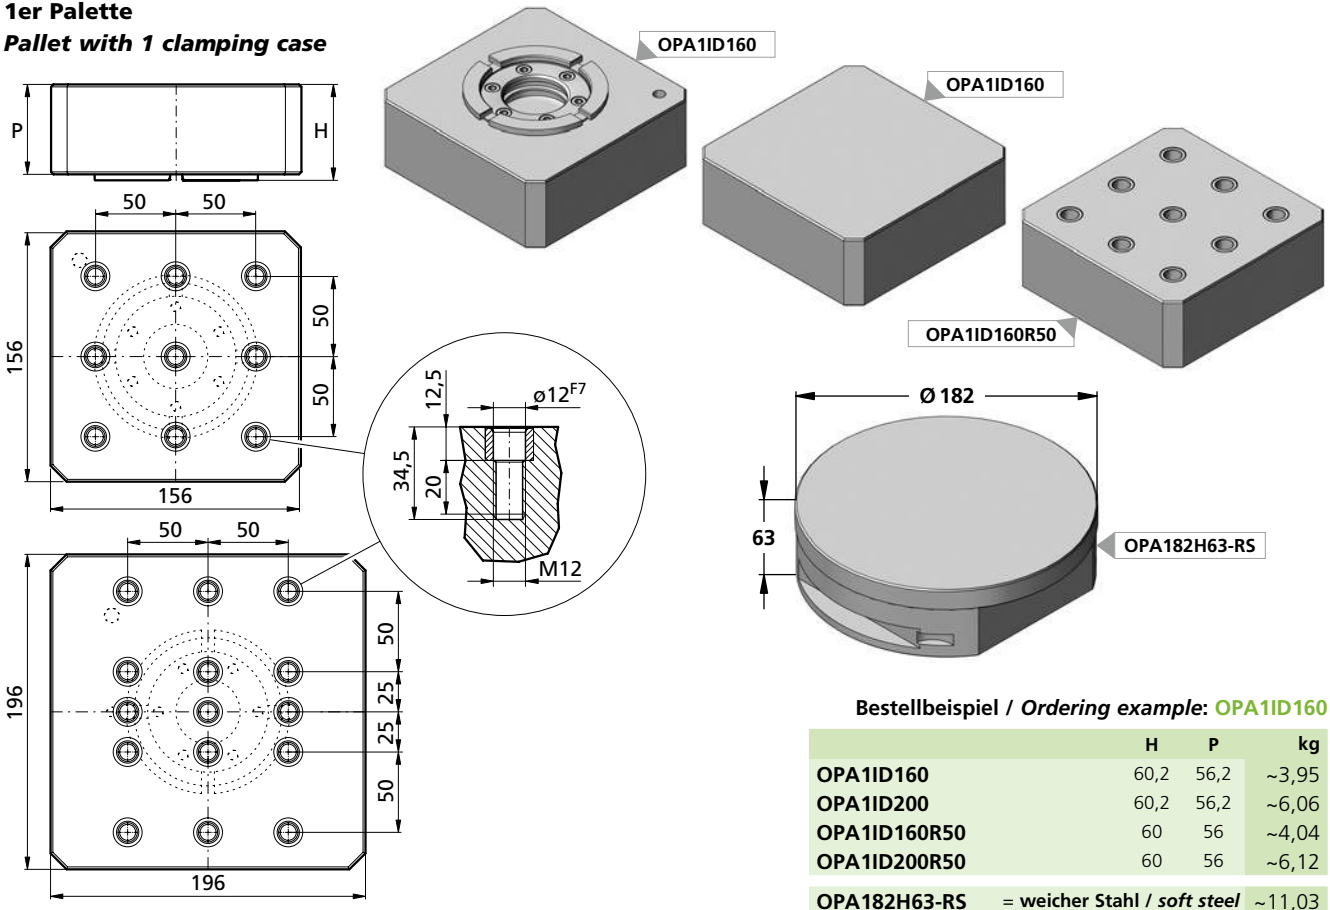 1er Palette
Pallet with 1 clamping case
OPA1ID160
OPA1ID160
OPA1ID160R50
P
H
50 50
156
50
50
156
12,5
ø12F7
34,5
20
M12
Ø 182
63
OPA182H63-RS
50 50
196
50
25
25
50
196
Bestellbeispiel / Ordering example: OPA1ID160
H P kg
OPA1ID160 60,2 56,2 ~3,95
OPA1ID200 60,2 56,2 ~6,06
OPA1ID160R50 60 56 ~4,04
OPA1ID200R50 60 56 ~6,12
OPA182H63-RS = weicher Stahl / soft steel ~11,03